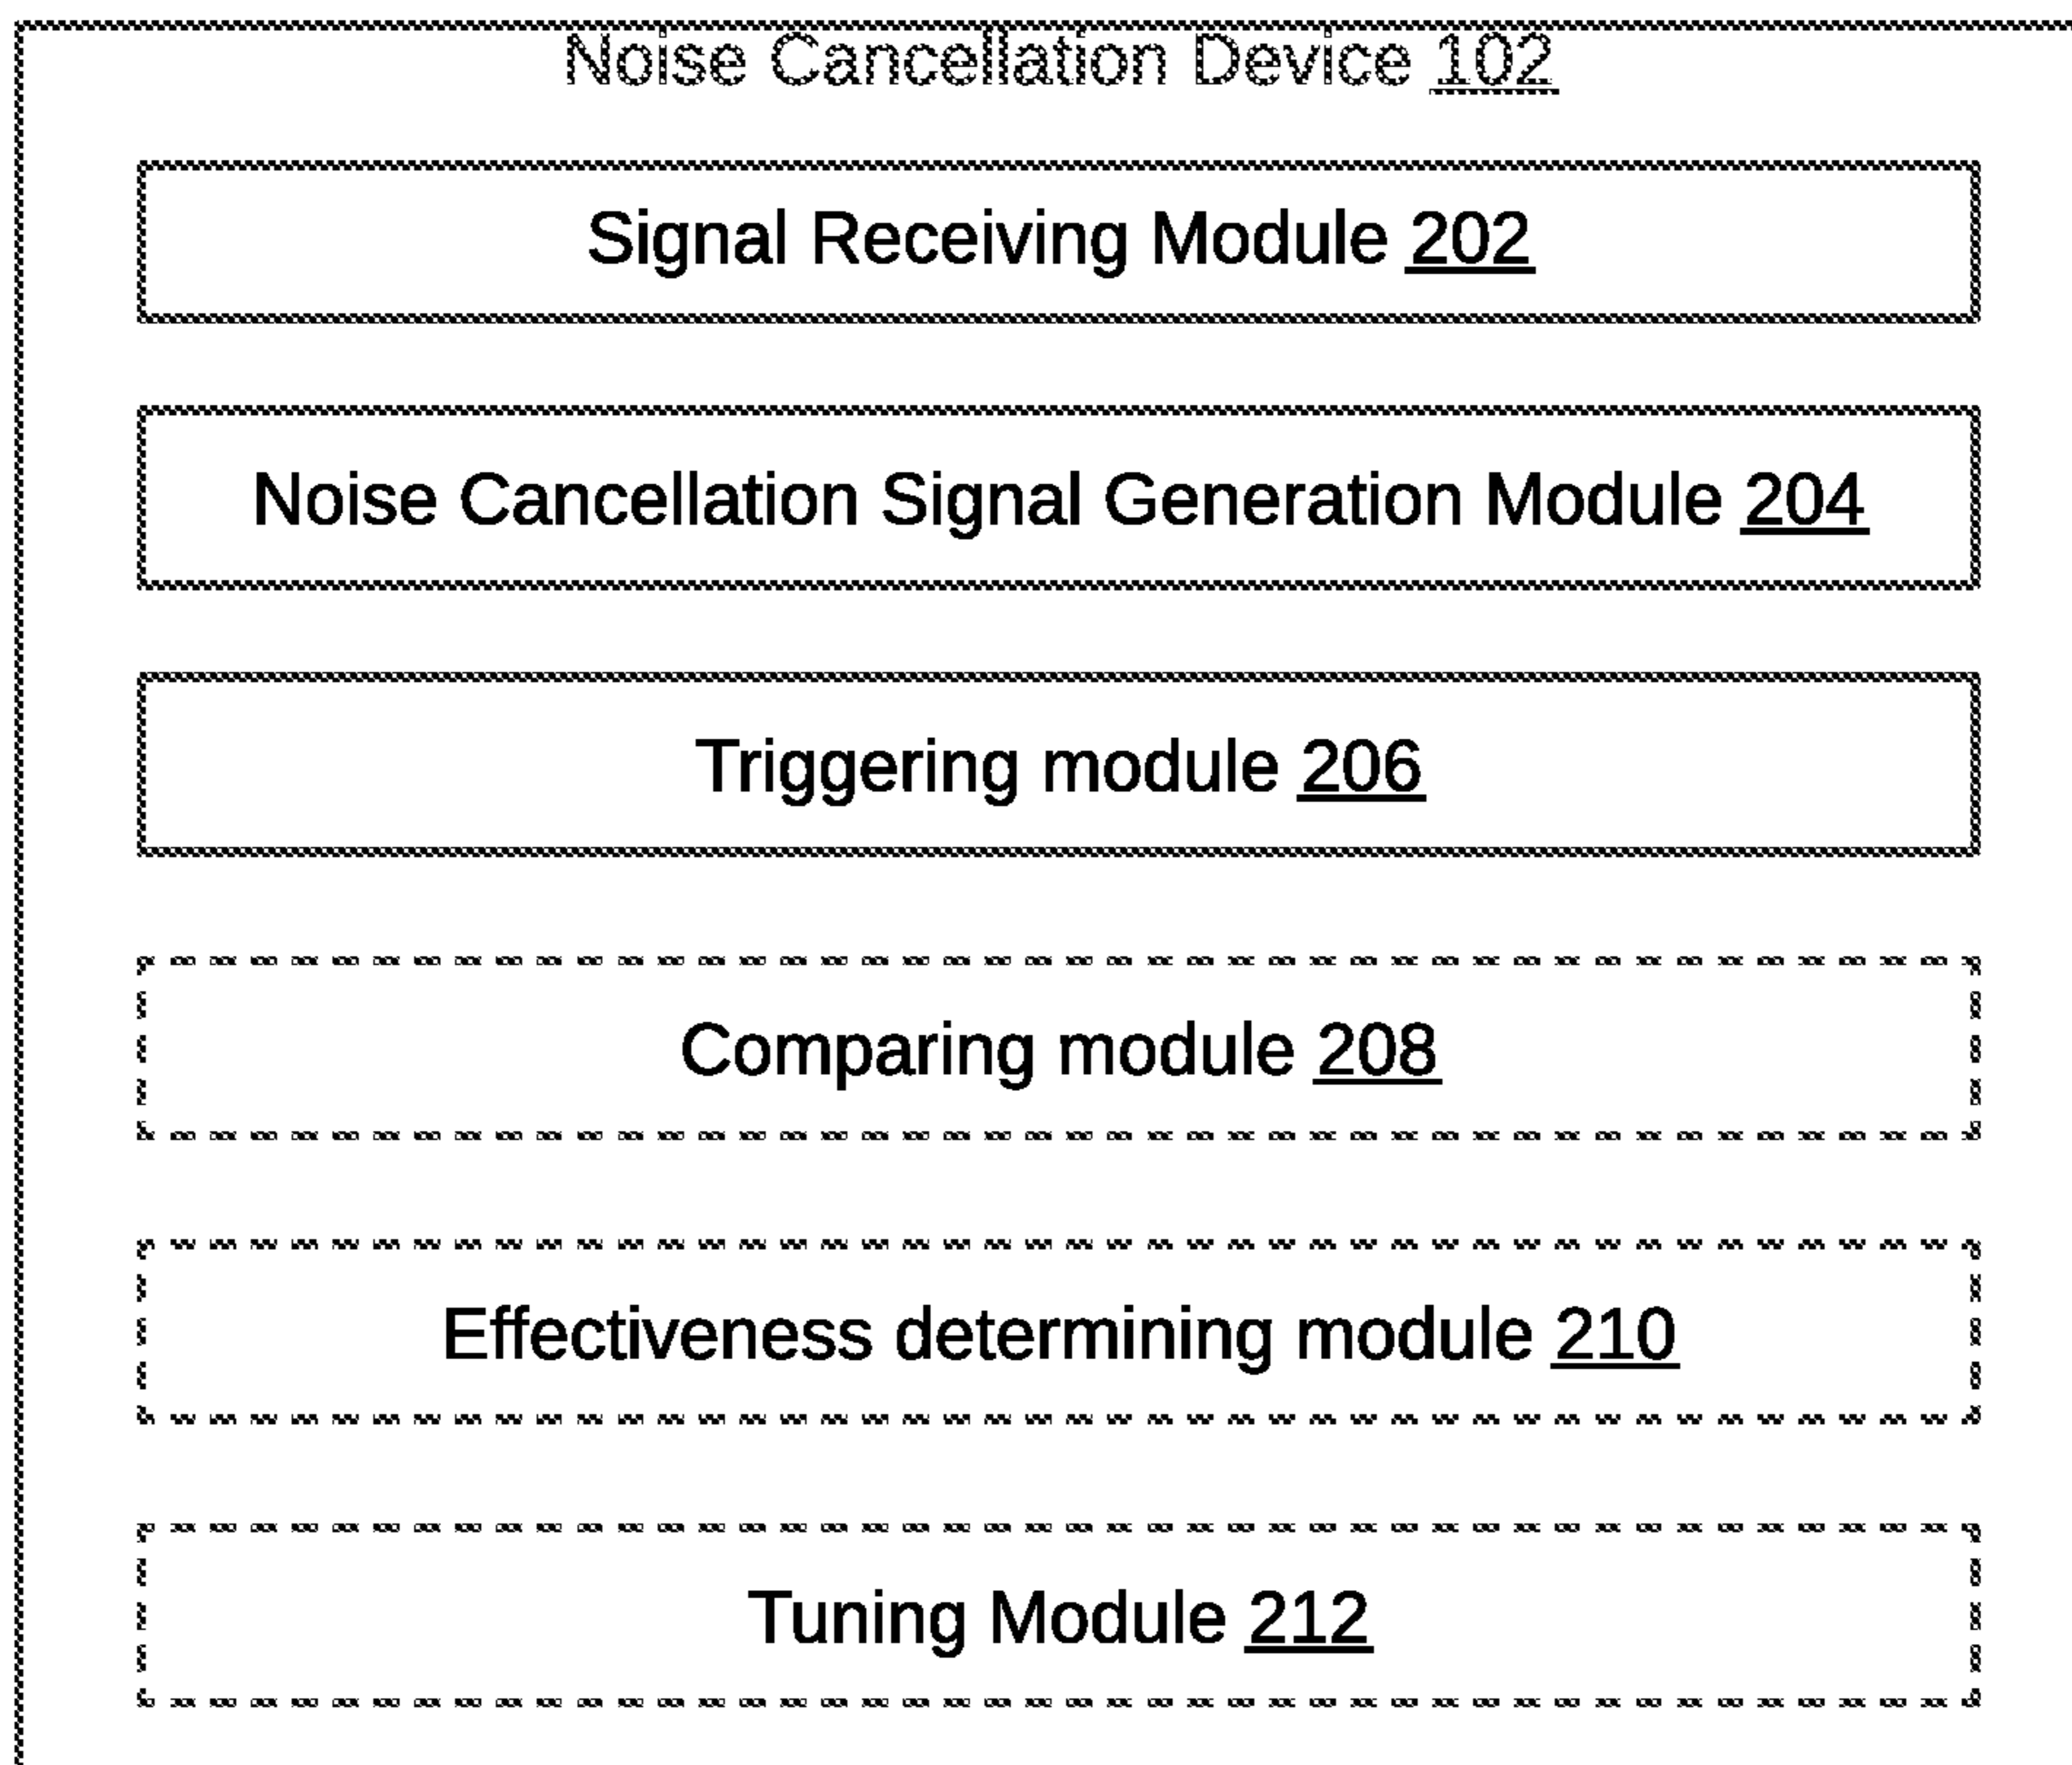 Noise Cancellation Device 102
Signal Receiving Module 202
Noise Cancellation Signal Generation Module 204
Triggering module 206
Comparing module 208
Effectiveness determining module 210
Tuning Module 212